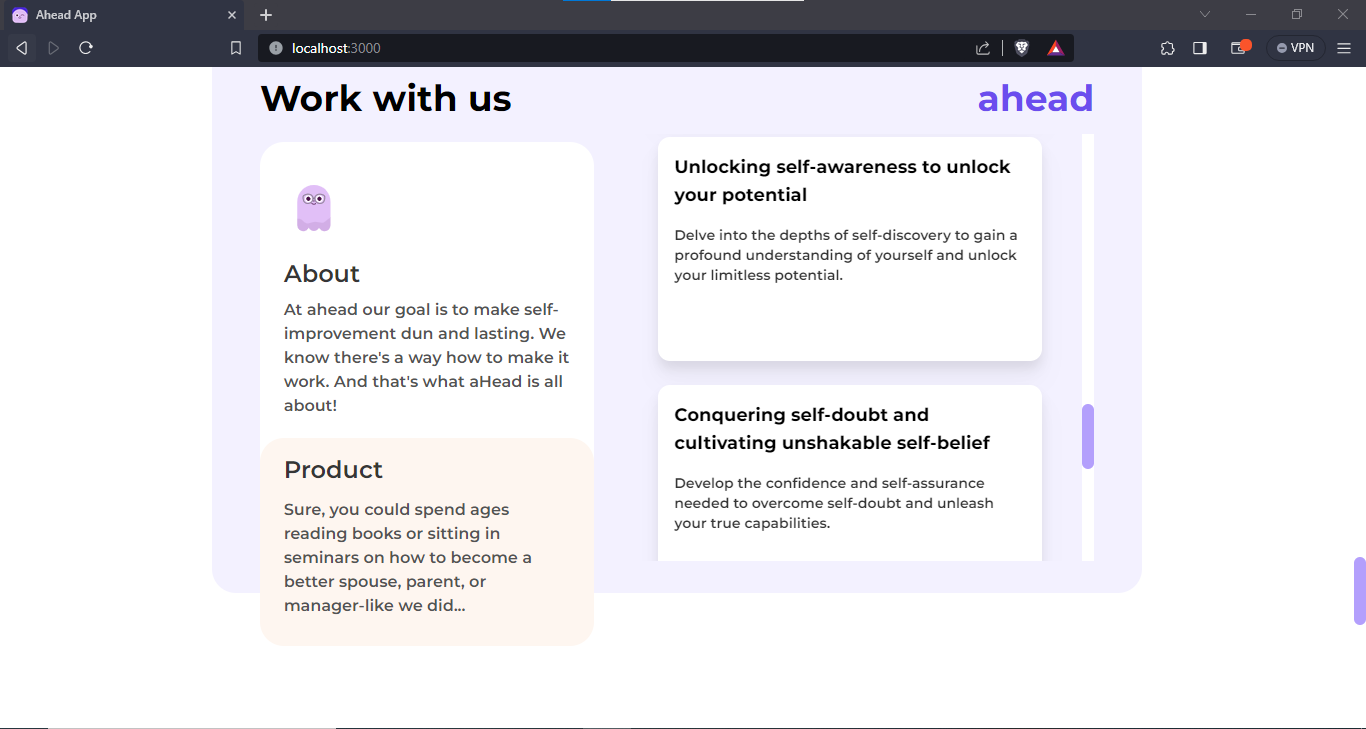 Ahead App
localhost:3000
VPN
Work with us
ahead
About
At ahead our goal is to make self-
improvement dun and lasting. We
know there's a way how to make it
work. And that's what aHead is all
about!
Product
Sure, you could spend ages
reading books or sitting in
seminars on how to become a
better spouse, parent, or
manager-like we did...
Unlocking self-awareness to unlock
your potential
Delve into the depths of self-discovery to gain a
profound understanding of yourself and unlock
your limitless potential.
Conquering self-doubt and
cultivating unshakable self-belief
Develop the confidence and self-assurance
needed to overcome self-doubt and unleash
your true capabilities.